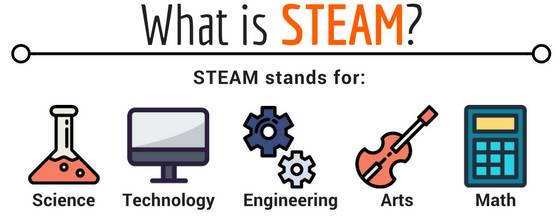 What is STEAM?
STEAM stands for:
Science Technology Engineering Arts Math